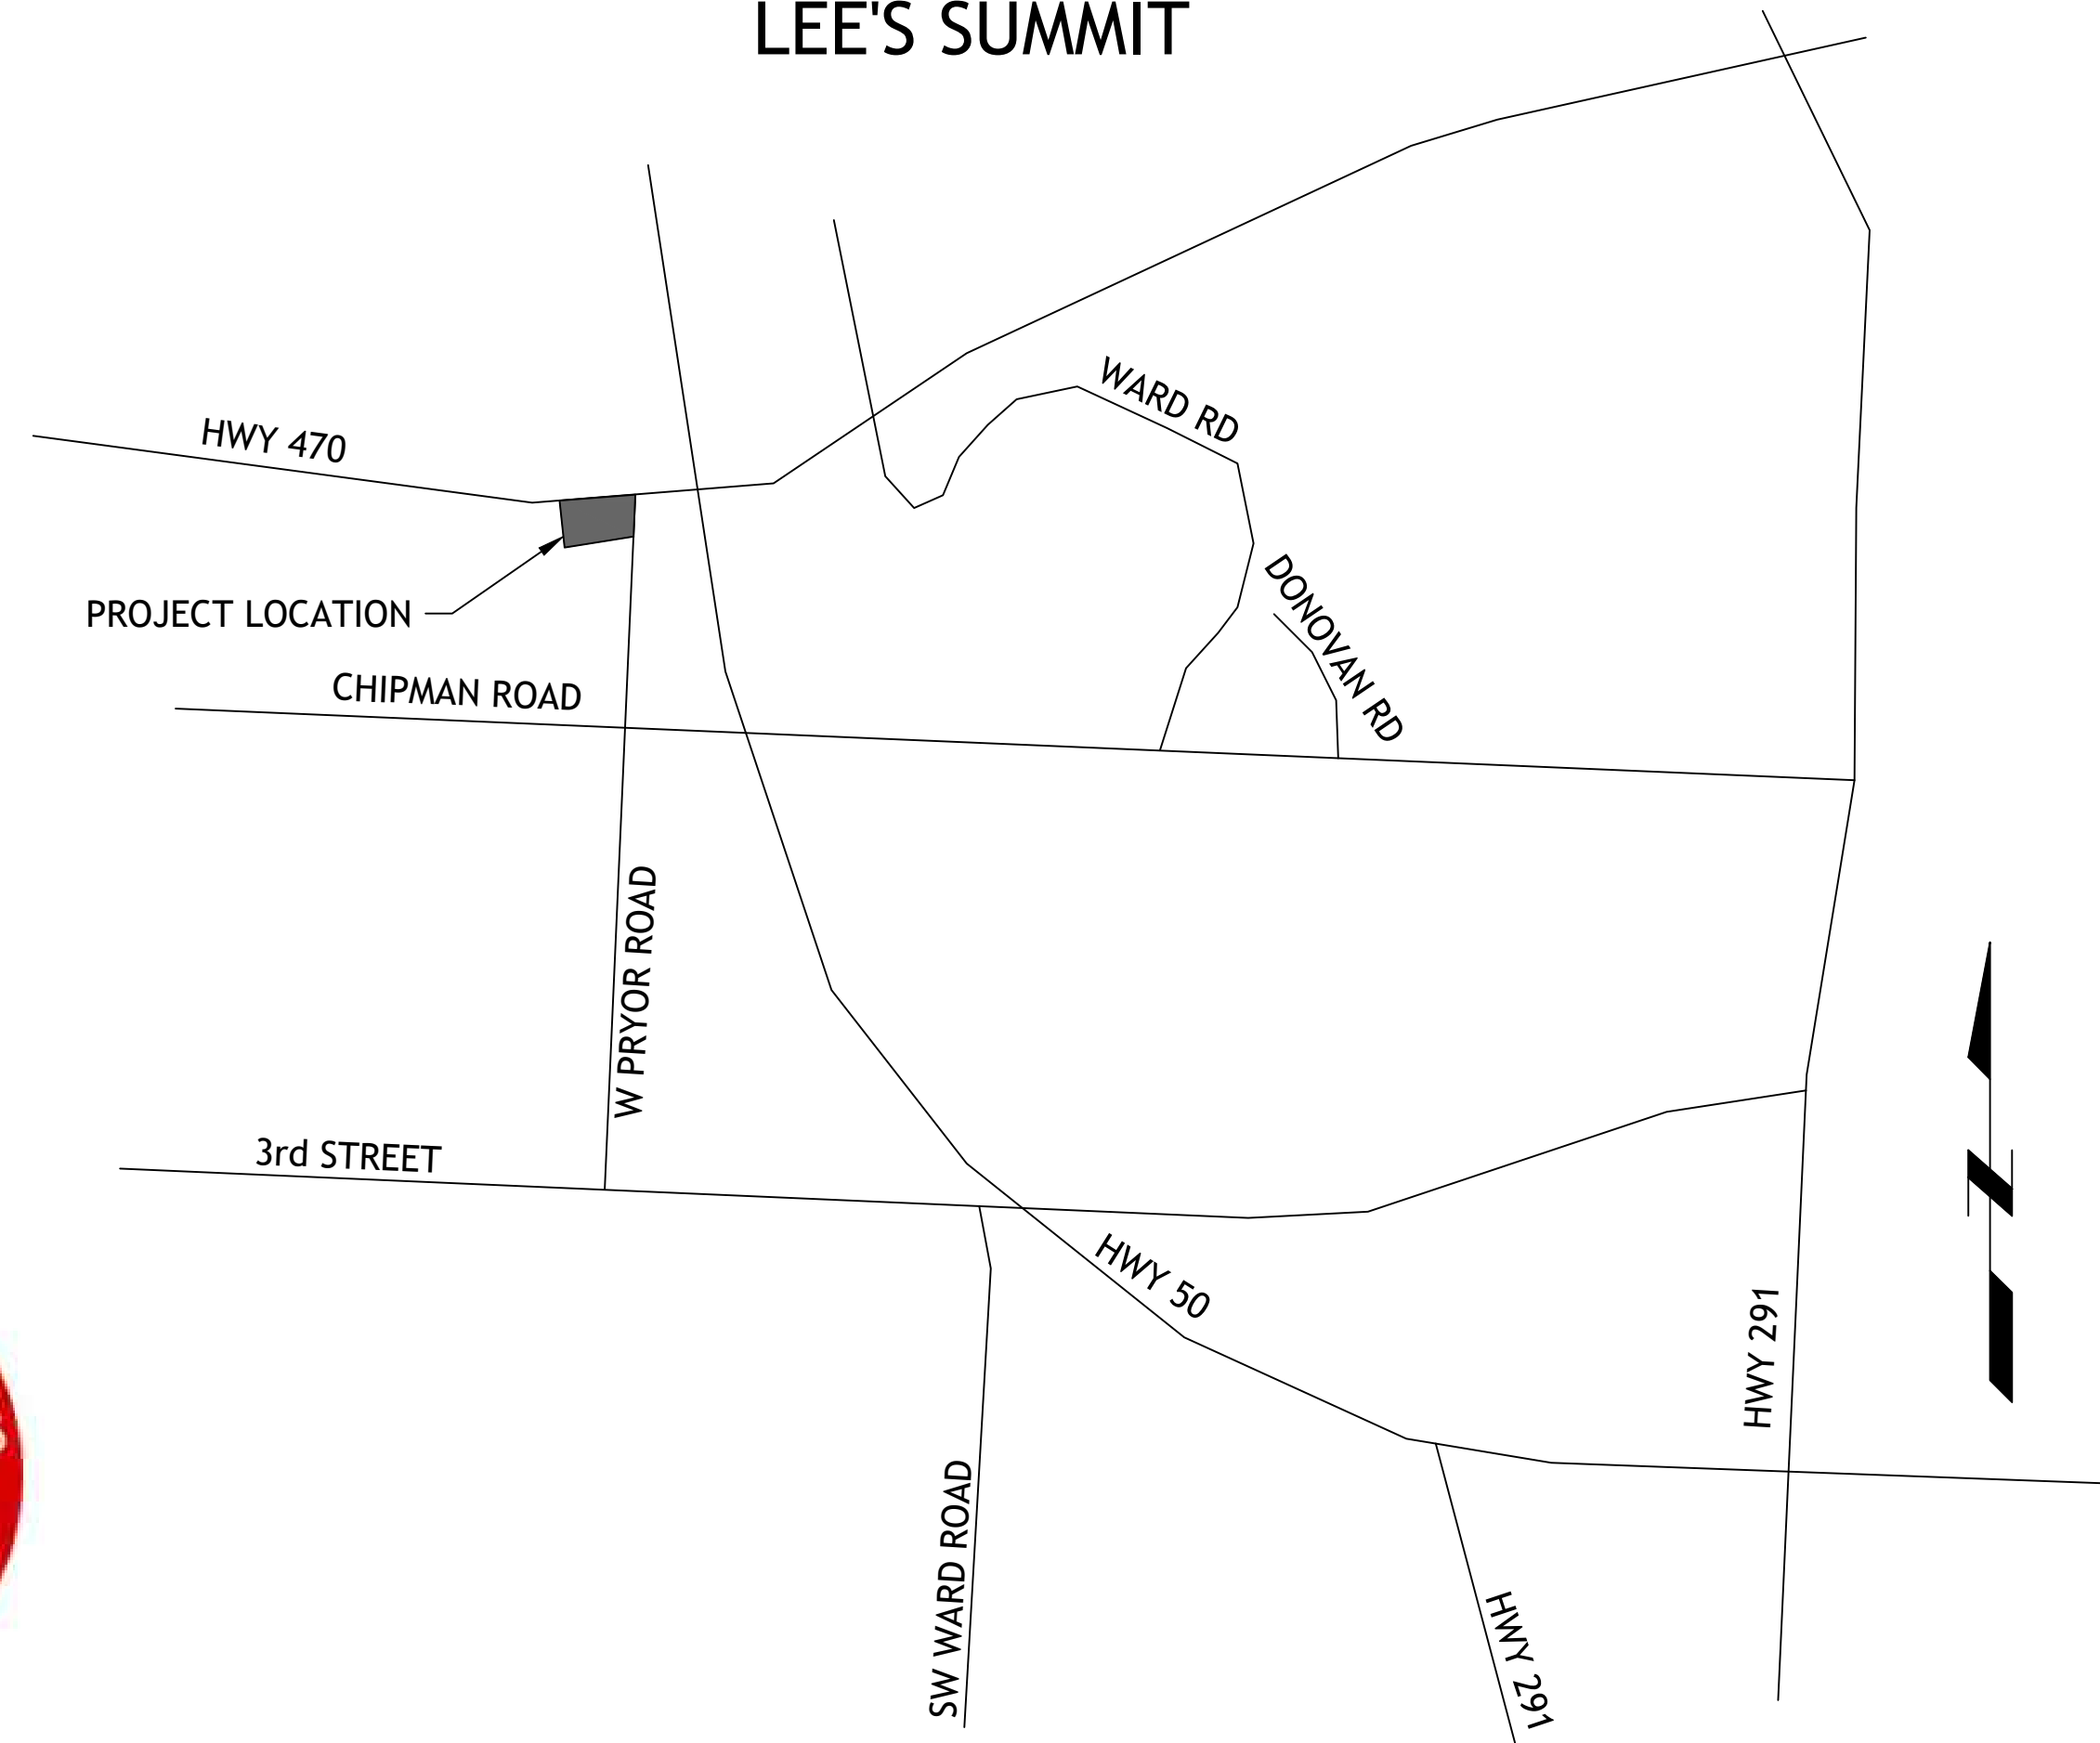 LEE'S SUMMIT
WARD RD
HWY 470
DONOVAN RD
PROJECT LOCATION
CHIPMAN ROAD
W PRYOR ROAD
3rd STREET
HWY 50
HWY 291
SW WARD ROAD
HWY 291
N